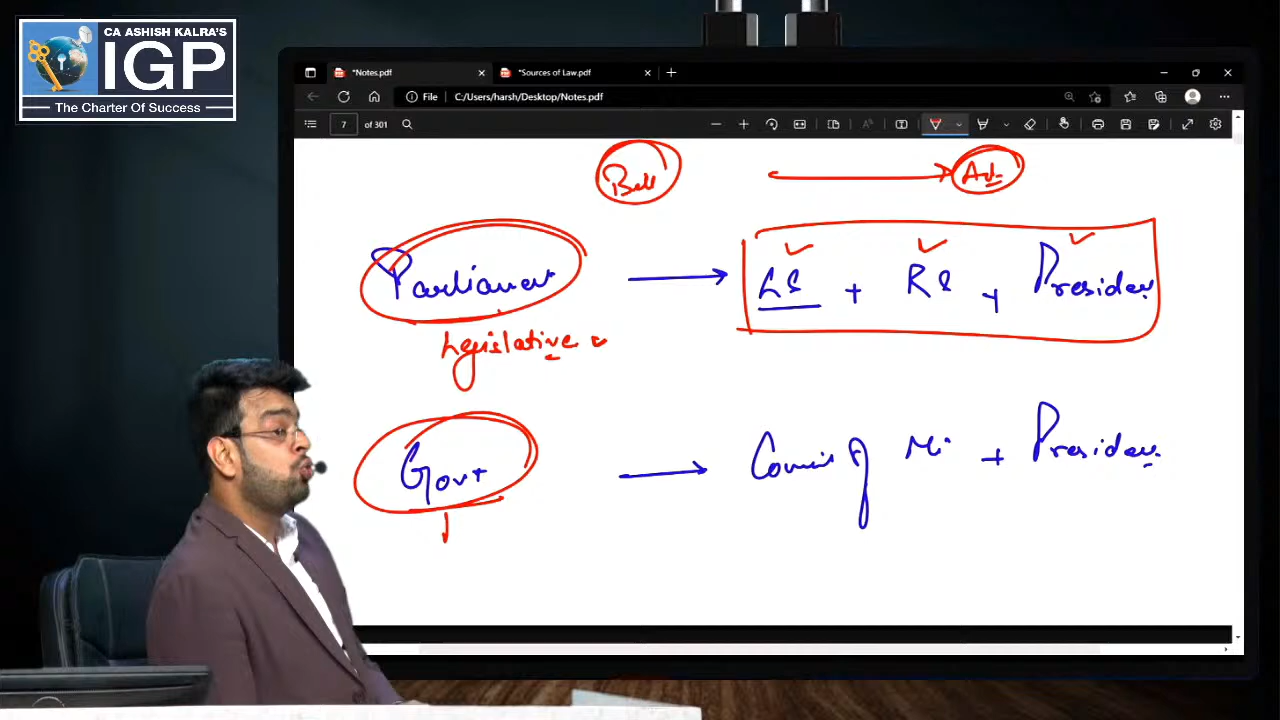 CA ASHISH KALRA'S
IGP
The Charter Of Success
*Notes.pdf
*Sources of Law.pdf
File C:/Users/harsh/Desktop/Notes.pdf
7 of 301
Bill → Act
Parliament → LS + RS + President
Legislative
Govt → Council of Mi + President